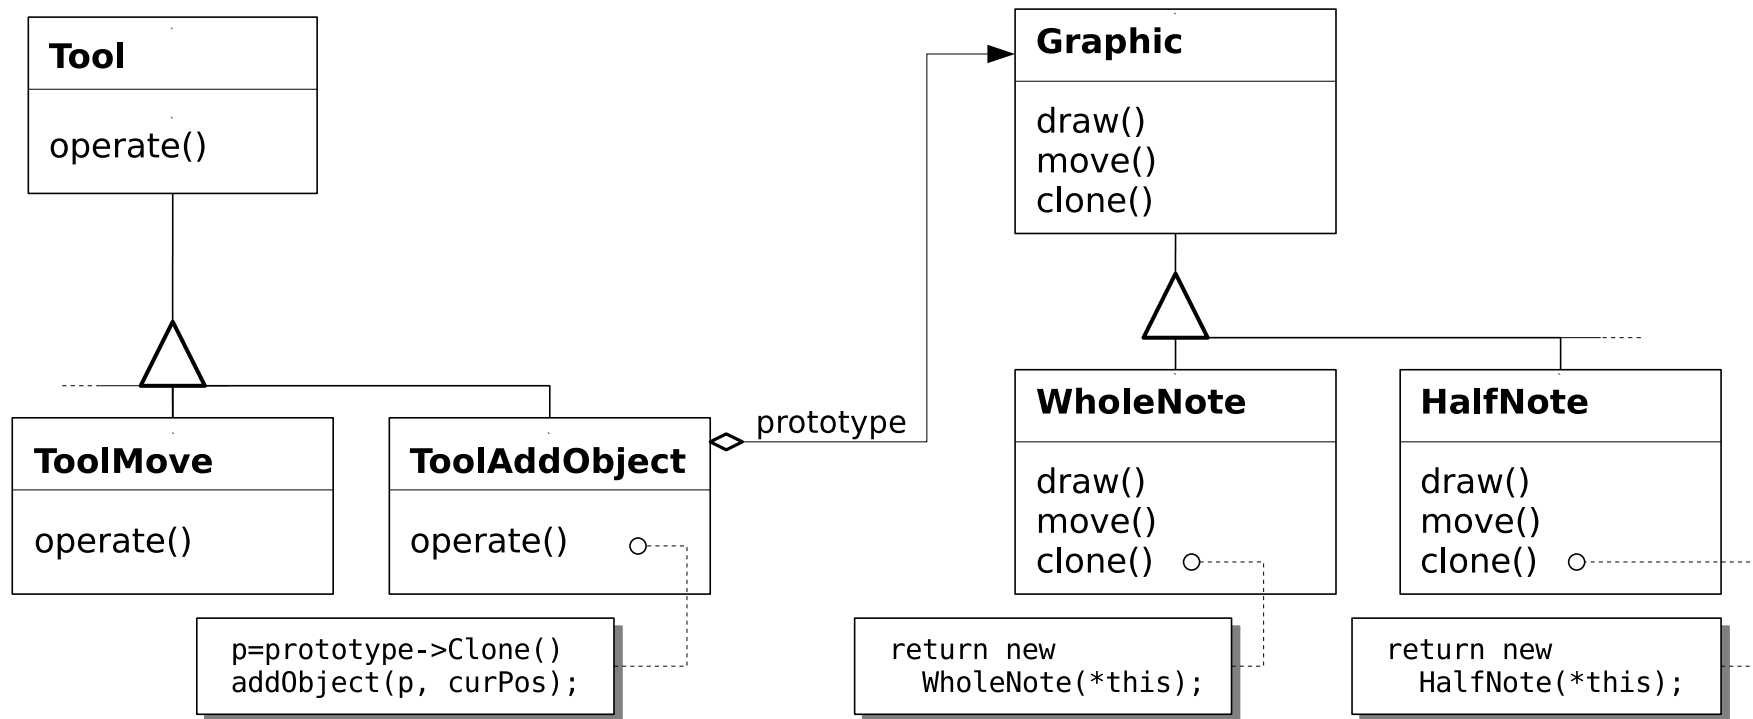 Tool
operate()
Graphic
draw()
move()
clone()
ToolMove
operate()
ToolAddObject
operate()
prototype
WholeNote
draw()
move()
clone()
HalfNote
draw()
move()
clone()
p=prototype->Clone()
addObject(p, curPos);
return new
WholeNote(*this);
return new
HalfNote(*this);